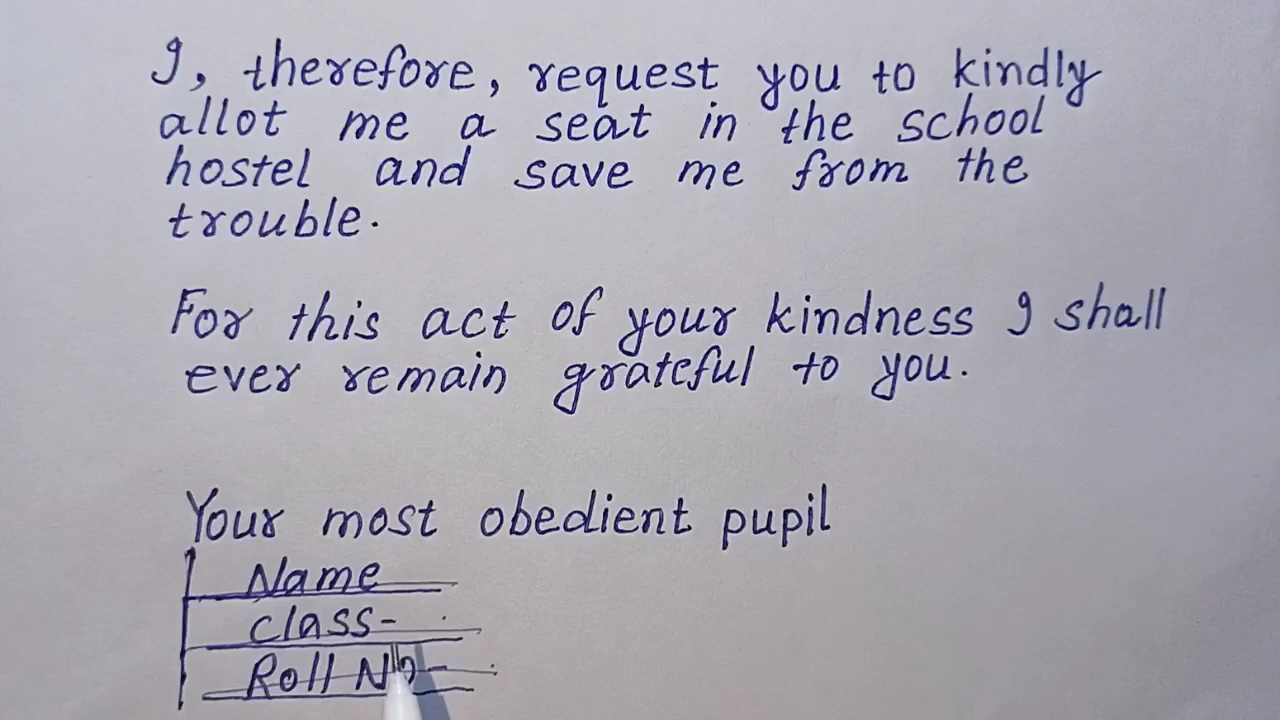 I, therefore, request you to kindly
allot me a seat in the school
hostel and save me from the
trouble.
For this act of your kindness I shall
ever remain grateful to you.
Your most obedient pupil
Name
Class-
Roll No-